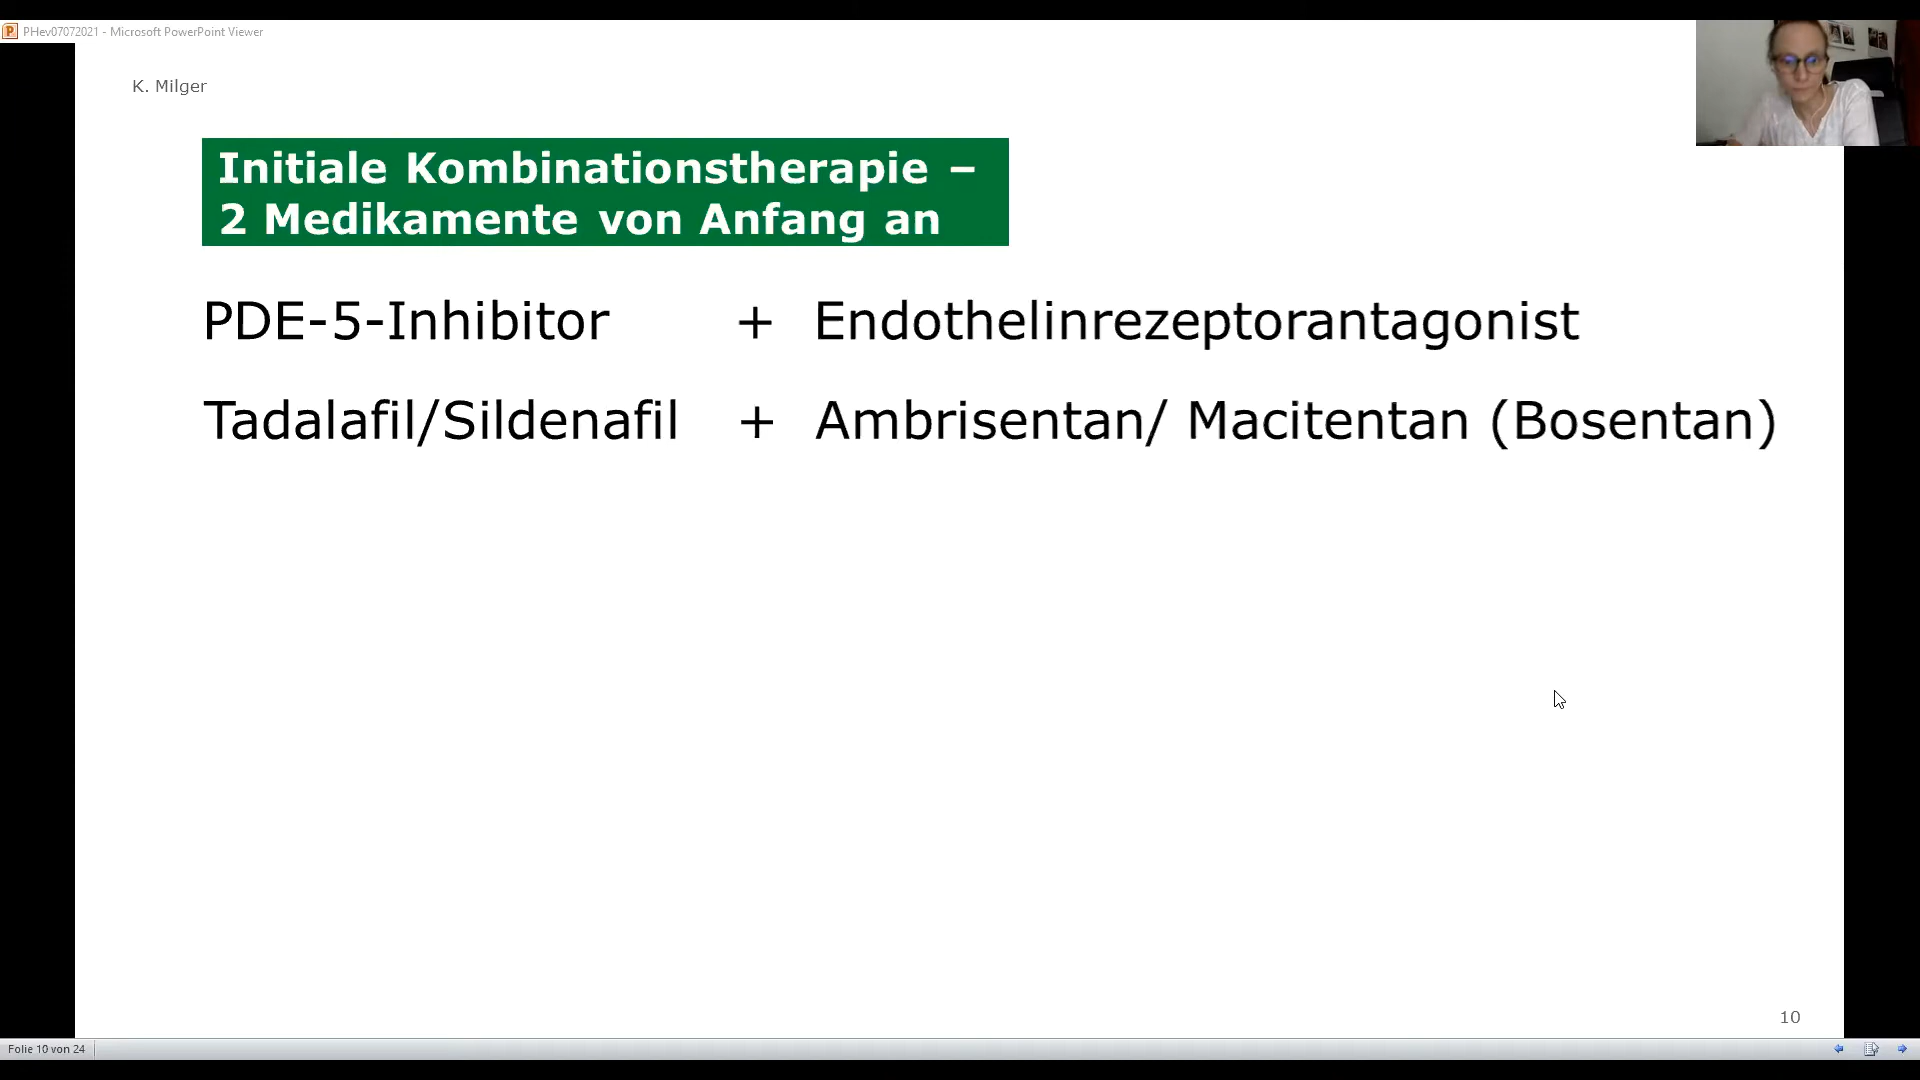 PHev07072021 - Microsoft PowerPoint Viewer
K. Milger
Initiale Kombinationstherapie –
2 Medikamente von Anfang an
PDE-5-Inhibitor + Endothelinrezeptorantagonist
Tadalafil/Sildenafil + Ambrisentan/ Macitentan (Bosentan)
10
Folie 10 von 24